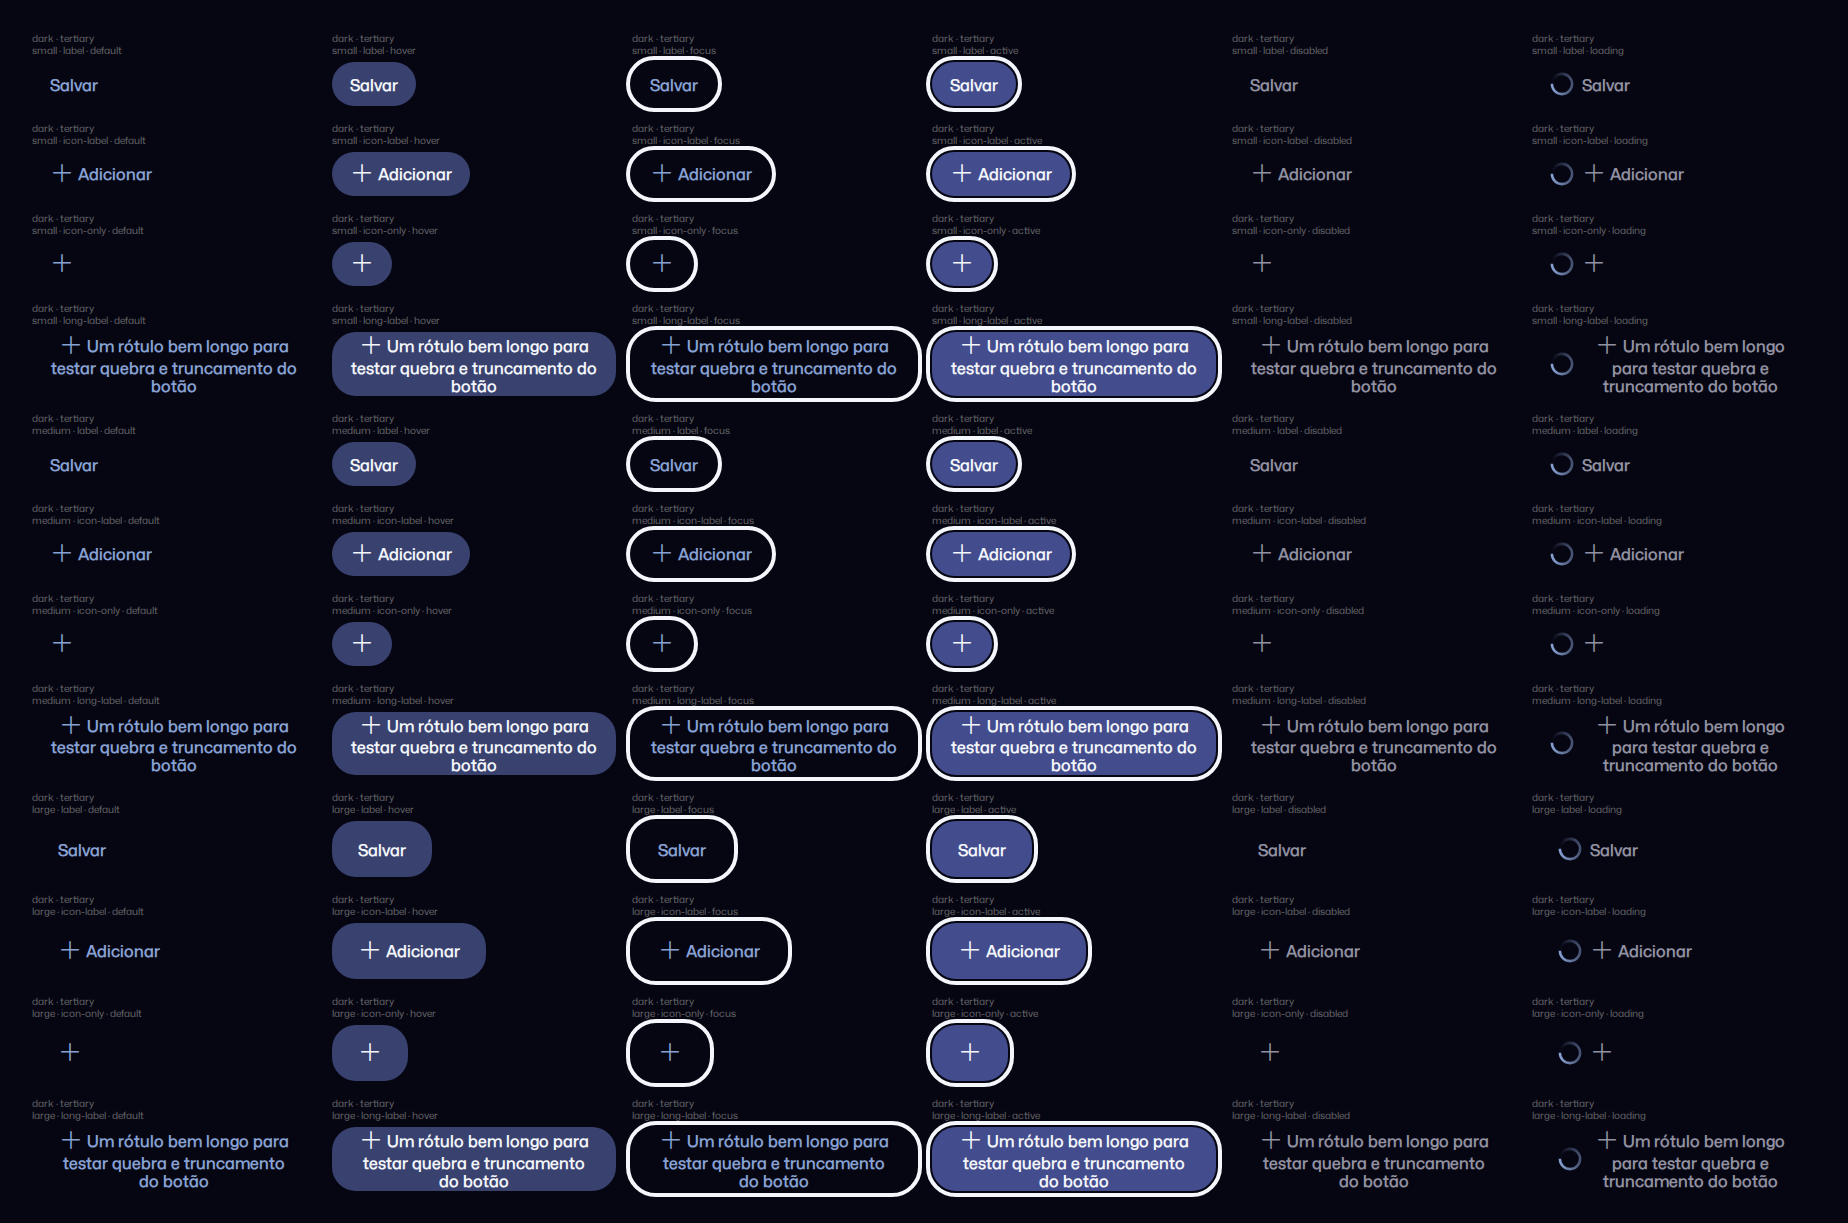 dark · tertiary
small · label · default
Salvar
dark · tertiary
small · label · hover
Salvar
dark · tertiary
small · label · focus
Salvar
dark · tertiary
small · label · active
Salvar
dark · tertiary
small · label · disabled
Salvar
dark · tertiary
small · label · loading
Salvar
dark · tertiary
small · icon-label · default
Adicionar
dark · tertiary
small · icon-label · hover
Adicionar
dark · tertiary
small · icon-label · focus
Adicionar
dark · tertiary
small · icon-label · active
Adicionar
dark · tertiary
small · icon-label · disabled
Adicionar
dark · tertiary
small · icon-label · loading
Adicionar
dark · tertiary
small · icon-only · default
dark · tertiary
small · icon-only · hover
dark · tertiary
small · icon-only · focus
dark · tertiary
small · icon-only · active
dark · tertiary
small · icon-only · disabled
dark · tertiary
small · icon-only · loading
dark · tertiary
small · long-label · default
Um rótulo bem longo para
testar quebra e truncamento do
botão
dark · tertiary
small · long-label · hover
Um rótulo bem longo para
testar quebra e truncamento do
botão
dark · tertiary
small · long-label · focus
Um rótulo bem longo para
testar quebra e truncamento do
botão
dark · tertiary
small · long-label · active
Um rótulo bem longo para
testar quebra e truncamento do
botão
dark · tertiary
small · long-label · disabled
Um rótulo bem longo para
testar quebra e truncamento do
botão
dark · tertiary
small · long-label · loading
Um rótulo bem longo
para testar quebra e
truncamento do botão
dark · tertiary
medium · label · default
Salvar
dark · tertiary
medium · label · hover
Salvar
dark · tertiary
medium · label · focus
Salvar
dark · tertiary
medium · label · active
Salvar
dark · tertiary
medium · label · disabled
Salvar
dark · tertiary
medium · label · loading
Salvar
dark · tertiary
medium · icon-label · default
Adicionar
dark · tertiary
medium · icon-label · hover
Adicionar
dark · tertiary
medium · icon-label · focus
Adicionar
dark · tertiary
medium · icon-label · active
Adicionar
dark · tertiary
medium · icon-label · disabled
Adicionar
dark · tertiary
medium · icon-label · loading
Adicionar
dark · tertiary
medium · icon-only · default
dark · tertiary
medium · icon-only · hover
dark · tertiary
medium · icon-only · focus
dark · tertiary
medium · icon-only · active
dark · tertiary
medium · icon-only · disabled
dark · tertiary
medium · icon-only · loading
dark · tertiary
medium · long-label · default
Um rótulo bem longo para
testar quebra e truncamento do
botão
dark · tertiary
medium · long-label · hover
Um rótulo bem longo para
testar quebra e truncamento do
botão
dark · tertiary
medium · long-label · focus
Um rótulo bem longo para
testar quebra e truncamento do
botão
dark · tertiary
medium · long-label · active
Um rótulo bem longo para
testar quebra e truncamento do
botão
dark · tertiary
medium · long-label · disabled
Um rótulo bem longo para
testar quebra e truncamento do
botão
dark · tertiary
medium · long-label · loading
Um rótulo bem longo
para testar quebra e
truncamento do botão
dark · tertiary
large · label · default
Salvar
dark · tertiary
large · label · hover
Salvar
dark · tertiary
large · label · focus
Salvar
dark · tertiary
large · label · active
Salvar
dark · tertiary
large · label · disabled
Salvar
dark · tertiary
large · label · loading
Salvar
dark · tertiary
large · icon-label · default
Adicionar
dark · tertiary
large · icon-label · hover
Adicionar
dark · tertiary
large · icon-label · focus
Adicionar
dark · tertiary
large · icon-label · active
Adicionar
dark · tertiary
large · icon-label · disabled
Adicionar
dark · tertiary
large · icon-label · loading
Adicionar
dark · tertiary
large · icon-only · default
dark · tertiary
large · icon-only · hover
dark · tertiary
large · icon-only · focus
dark · tertiary
large · icon-only · active
dark · tertiary
large · icon-only · disabled
dark · tertiary
large · icon-only · loading
dark · tertiary
large · long-label · default
Um rótulo bem longo para
testar quebra e truncamento
do botão
dark · tertiary
large · long-label · hover
Um rótulo bem longo para
testar quebra e truncamento
do botão
dark · tertiary
large · long-label · focus
Um rótulo bem longo para
testar quebra e truncamento
do botão
dark · tertiary
large · long-label · active
Um rótulo bem longo para
testar quebra e truncamento
do botão
dark · tertiary
large · long-label · disabled
Um rótulo bem longo para
testar quebra e truncamento
do botão
dark · tertiary
large · long-label · loading
Um rótulo bem longo
para testar quebra e
truncamento do botão